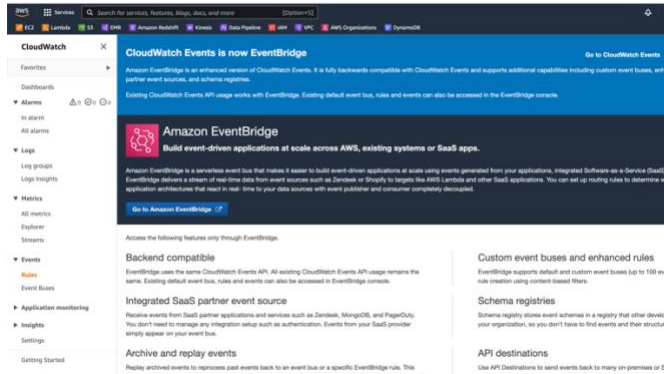 aws
Services
Search for services, features, blogs, docs, and more
[Option+S]
EC2 Lambda S3 EMR Amazon Redshift Kinesis Data Pipeline IAM VPC AWS Organizations DynamoDB
CloudWatch
Favorites
Dashboards
Alarms 0 0 0
In alarm
All alarms
Logs
Log groups
Logs Insights
Metrics
All metrics
Explorer
Streams
Events
Rules
Event Buses
Application monitoring
Insights
Settings
Getting Started
CloudWatch Events is now EventBridge
Go to CloudWatch Events
Amazon EventBridge is an enhanced version of CloudWatch Events. It is fully backwards compatible with CloudWatch Events and supports additional capabilities including custom event buses,
partner event sources, and schema registries.
Existing CloudWatch Events API usage works with EventBridge. Existing default event bus, rules and events can also be accessed in the EventBridge console.
Amazon EventBridge
Build event-driven applications at scale across AWS, existing systems or SaaS apps.
Amazon EventBridge is a serverless event bus that makes it easier to build event-driven applications at scale using events generated from your applications, integrated Software-as-a-Service (SaaS)
EventBridge delivers a stream of real-time data from event sources such as Zendesk or Shopify to targets like AWS Lambda and other SaaS applications. You can set up routing rules to determine
application architectures that react in real- time to your data sources with event publisher and consumer completely decoupled.
Go to Amazon EventBridge
Access the following features only through EventBridge.
Backend compatible
EventBridge uses the same CloudWatch Events API. All existing CloudWatch Events API usage remains the
same. Existing default event bus, rules and events can also be accessed in EventBridge console.
Custom event buses and enhanced rules
EventBridge supports default and custom event buses (up to 100
rule creation using content-based filters.
Integrated SaaS partner event source
Receive events from SaaS partner applications and services such as Zendesk, MongoDB, and PagerDuty.
You don't need to manage any integration setup such as authentication. Events from your SaaS provider
simply appear on your event bus.
Schema registries
Schema registry stores event schemas in a registry that other
your organization, so you don't have to find events and their
Archive and replay events
Replay archived events to reprocess past events back to an event bus or a specific EventBridge rule. This
API destinations
Use API Destinations to send events back to many on-premises or